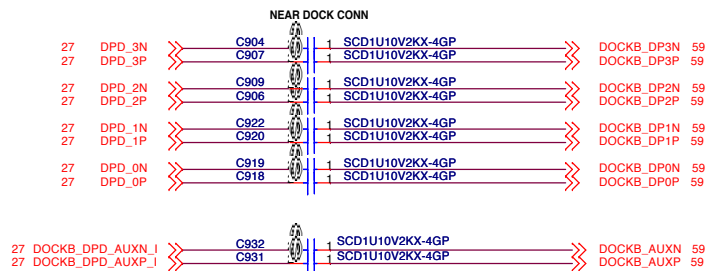 NEAR DOCK CONN
27 DPD_3N C904 1 SCD1U10V2KX-4GP DOCKB_DP3N 59
27 DPD_3P C907 1 SCD1U10V2KX-4GP DOCKB_DP3P 59
27 DPD_2N C909 1 SCD1U10V2KX-4GP DOCKB_DP2N 59
27 DPD_2P C906 1 SCD1U10V2KX-4GP DOCKB_DP2P 59
27 DPD_1N C922 1 SCD1U10V2KX-4GP DOCKB_DP1N 59
27 DPD_1P C920 1 SCD1U10V2KX-4GP DOCKB_DP1P 59
27 DPD_0N C919 1 SCD1U10V2KX-4GP DOCKB_DP0N 59
27 DPD_0P C918 1 SCD1U10V2KX-4GP DOCKB_DP0P 59
27 DOCKB_DPD_AUXN_I C932 1 SCD1U10V2KX-4GP DOCKB_AUXN 59
27 DOCKB_DPD_AUXP_I C931 1 SCD1U10V2KX-4GP DOCKB_AUXP 59